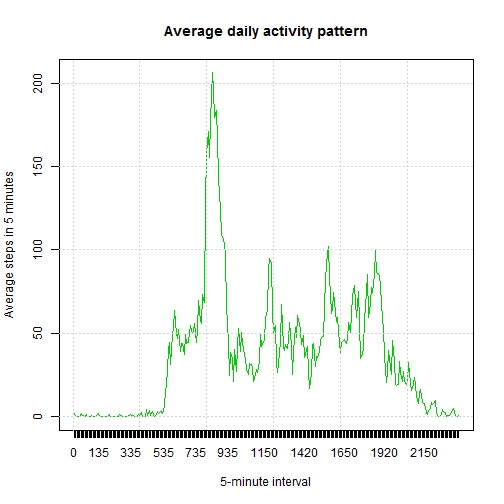 Average daily activity pattern
Average steps in 5 minutes
200
150
100
50
0
0 135 335 535 735 935 1150 1420 1650 1920 2150
5-minute interval